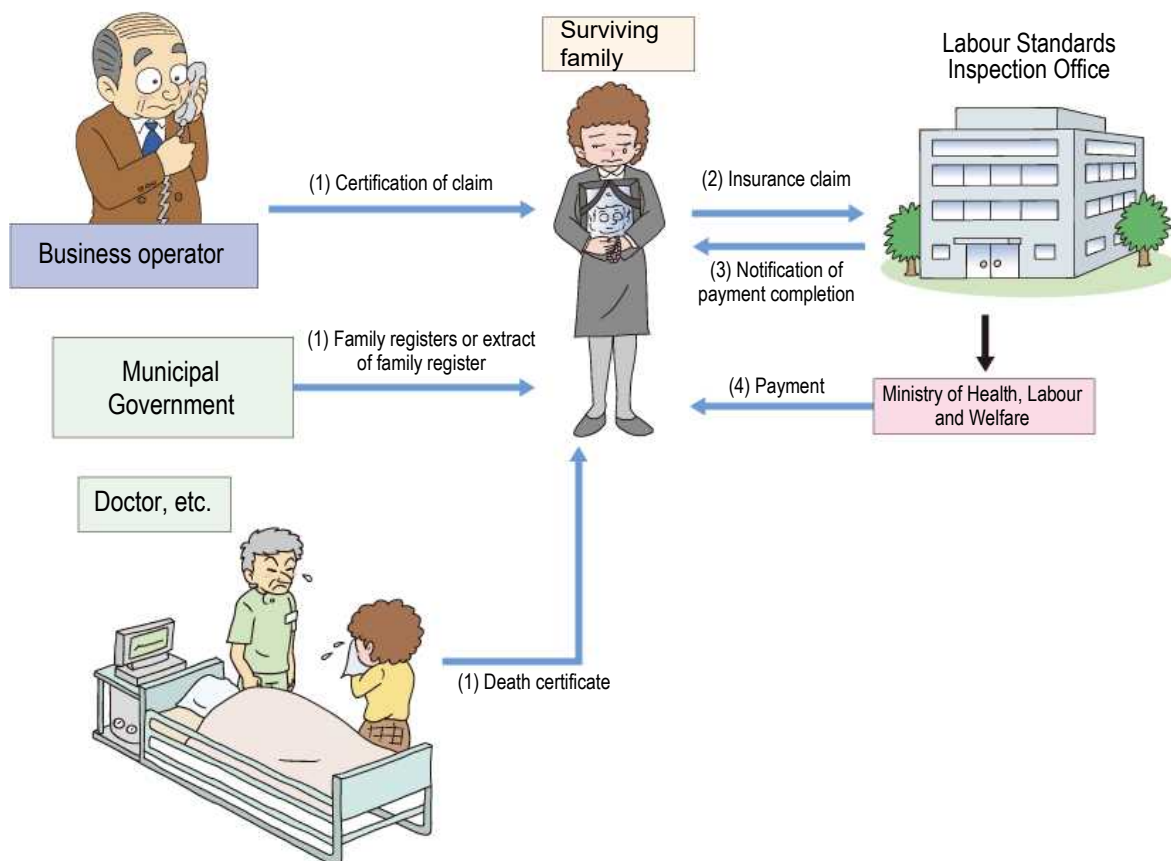 Surviving
family
Labour Standards
Inspection Office
(1) Certification of claim
(2) Insurance claim
Business operator
(3) Notification of
payment completion
(1) Family registers or extract
of family register
Municipal
Government
(4) Payment
Ministry of Health, Labour
and Welfare
Doctor, etc.
(1) Death certificate